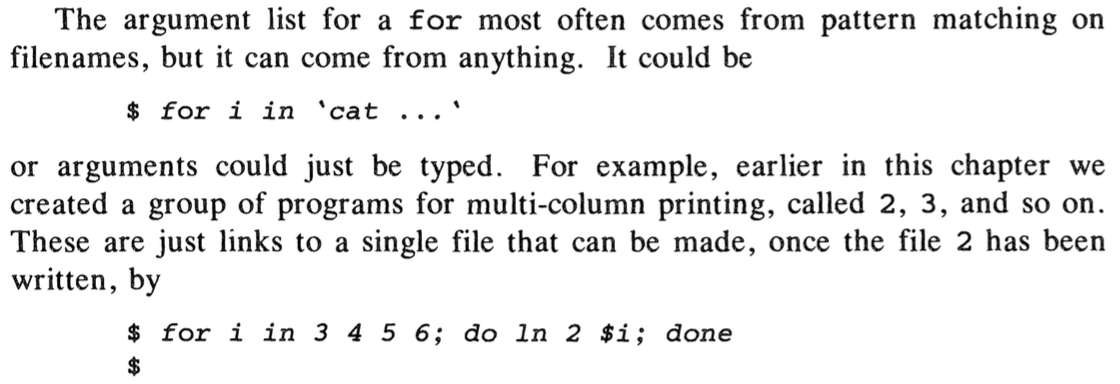 The argument list for a for most often comes from pattern matching on
filenames, but it can come from anything. It could be
$ for i in `cat ...`
or arguments could just be typed. For example, earlier in this chapter we
created a group of programs for multi-column printing, called 2, 3, and so on.
These are just links to a single file that can be made, once the file 2 has been
written, by
$ for i in 3 4 5 6; do ln 2 $i; done
$